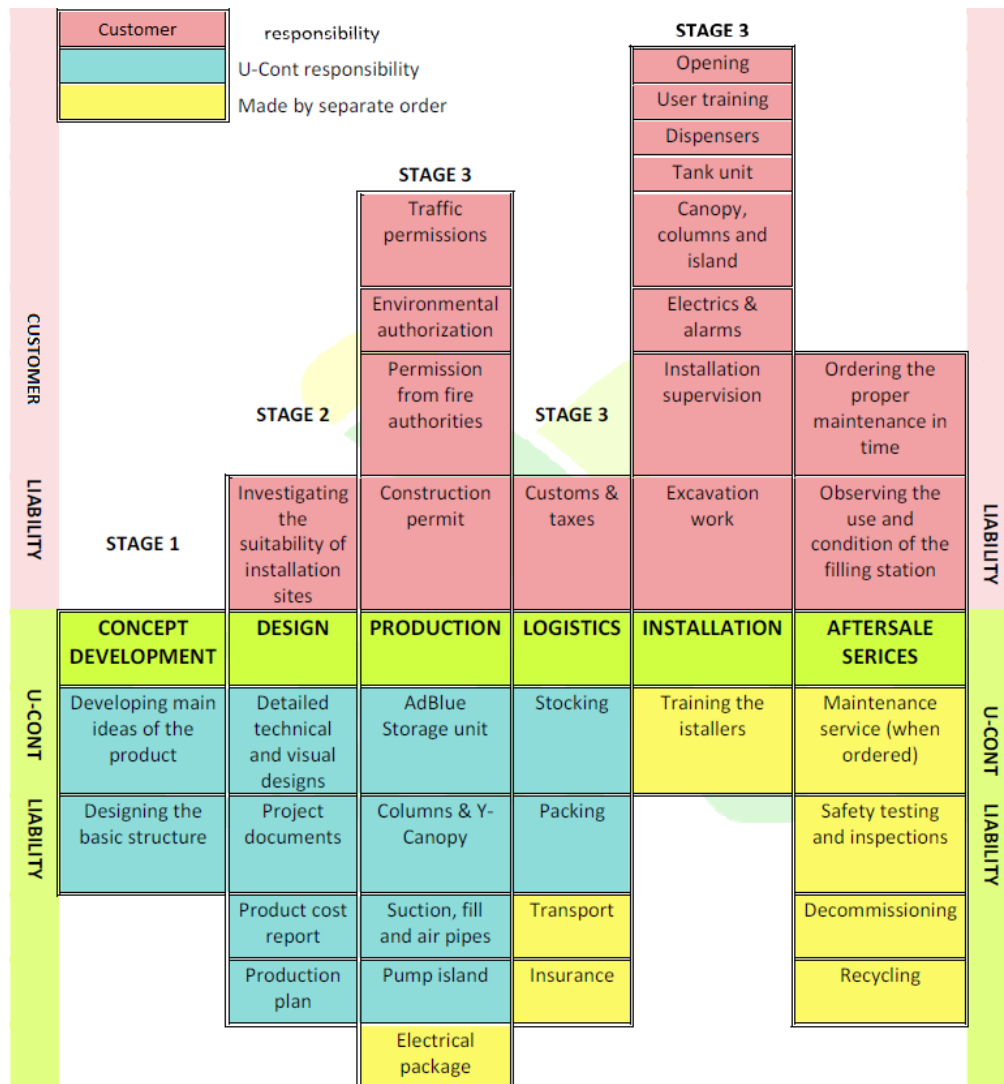 Customer
responsibility
U-Cont responsibility
Made by separate order
STAGE 3
Opening
User training
Dispensers
Tank unit
Canopy,
columns and
island
Electrics &
alarms
Installation
supervision
Excavation
work
STAGE 3
Traffic
permissions
Environmental
authorization
Permission
from fire
authorities
Construction
permit
STAGE 2
Investigating
the
suitability of
installation
sites
STAGE 3
Customs &
taxes
Ordering the
proper
maintenance in
time
Observing the
use and
condition of the
filling station
STAGE 1
CUSTOMER
LIABILITY
LIABILITY
CONCEPT
DEVELOPMENT
DESIGN
PRODUCTION
LOGISTICS
INSTALLATION
AFTERSALE
SERICES
U-CONT
LIABILITY
Developing main
ideas of the
product
Designing the
basic structure
Detailed
technical
and visual
designs
Project
documents
Product cost
report
Production
plan
AdBlue
Storage unit
Columns & Y-
Canopy
Suction, fill
and air pipes
Pump island
Electrical
package
Stocking
Packing
Transport
Insurance
Training the
istallers
Maintenance
service (when
ordered)
Safety testing
and inspections
Decommissioning
Recycling
U-CONT
LIABILITY